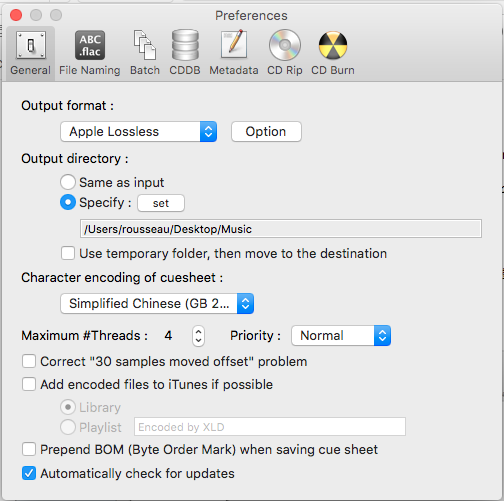 Preferences
ABC
.flac
General File Naming Batch CDDB Metadata CD Rip CD Burn
Output format :
Apple Lossless Option
Output directory :
Same as input
Specify : set
/Users/rousseau/Desktop/Music
Use temporary folder, then move to the destination
Character encoding of cuesheet :
Simplified Chinese (GB 2...
Maximum #Threads : 4 Priority : Normal
Correct "30 samples moved offset" problem
Add encoded files to iTunes if possible
Library
Playlist Encoded by XLD
Prepend BOM (Byte Order Mark) when saving cue sheet
Automatically check for updates